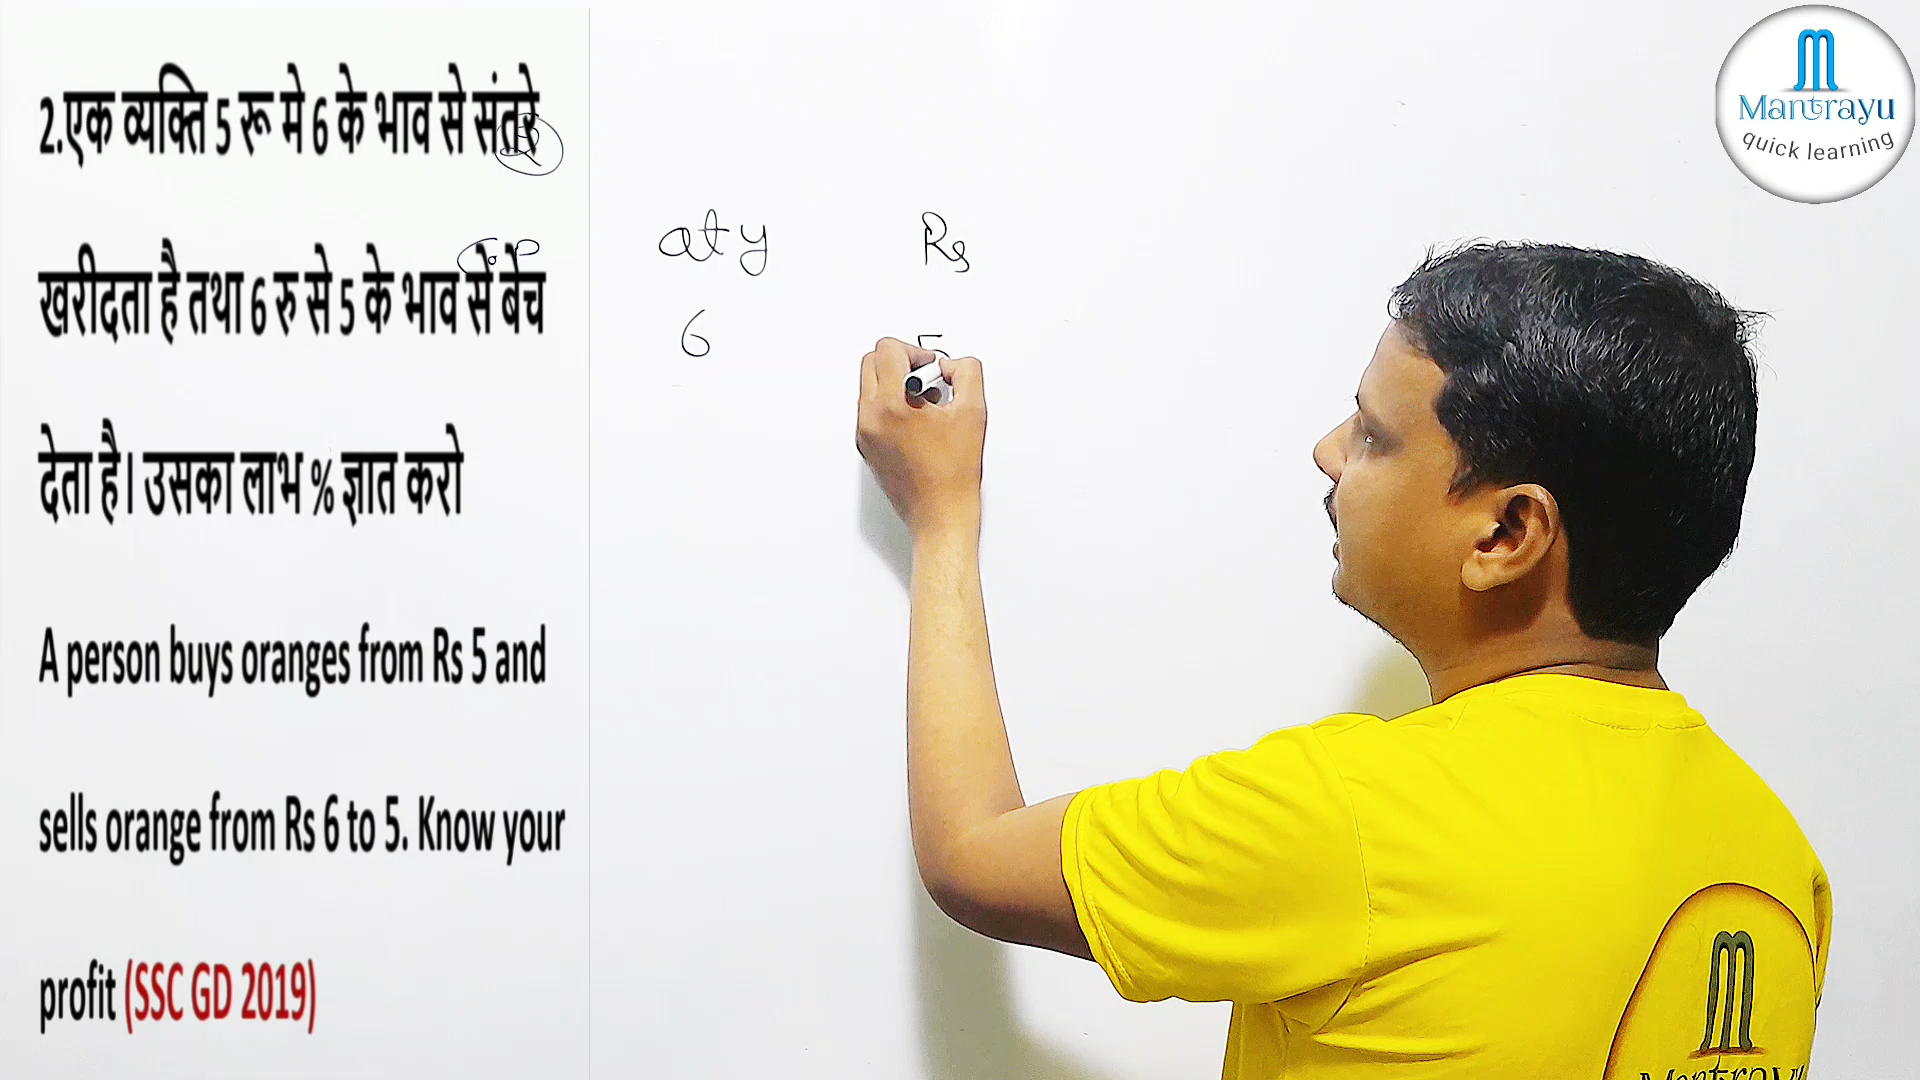 2.एक व्यक्ति 5 रू मे 6 के भाव से संतरे
खरीदता है तथा 6 रु से 5 के भाव से बेच
देता है। उसका लाभ % ज्ञात करो
A person buys oranges from Rs 5 and
sells orange from Rs 6 to 5. Know your
profit (SSC GD 2019)
Qty Rs
6 5
Mantrayu
quick learning
Mantrayu